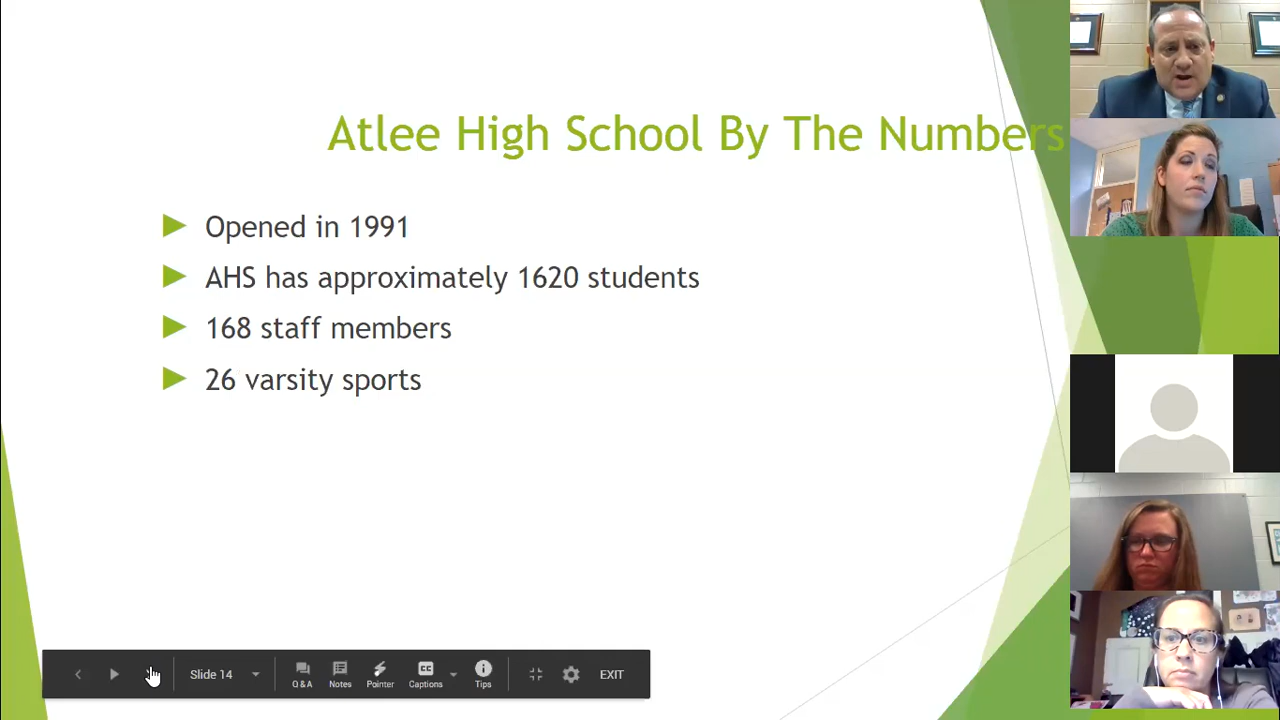 Atlee High School By The Numbers
Opened in 1991
AHS has approximately 1620 students
168 staff members
26 varsity sports
Slide 14
Q & A
Notes
Pointer
CC
Captions
Tips
EXIT